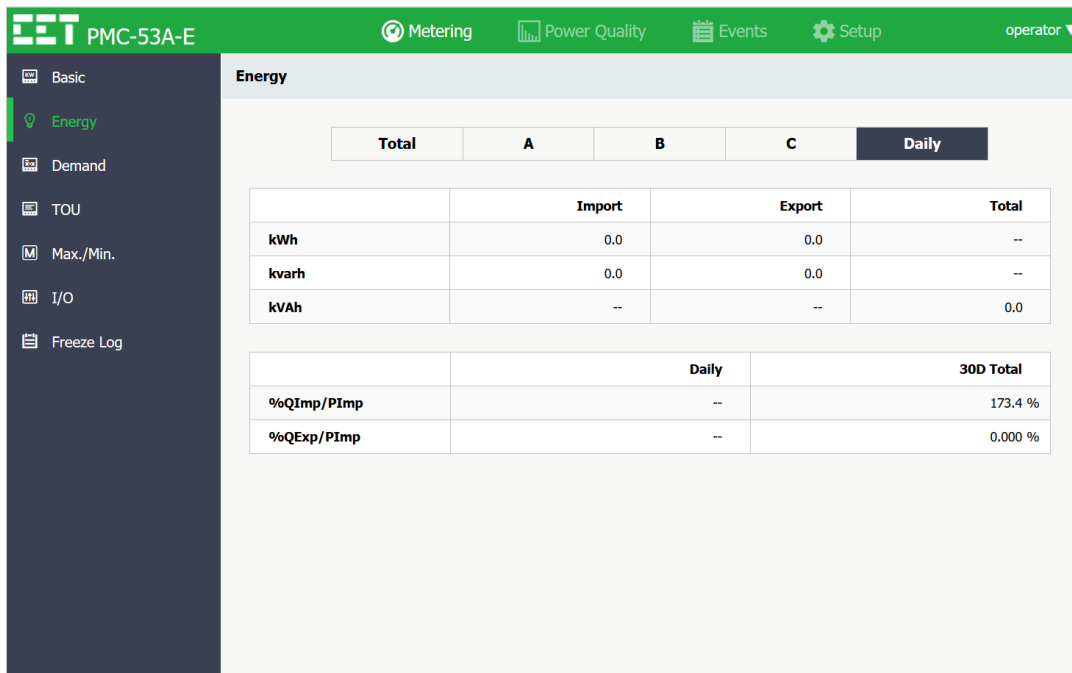 CET PMC-53A-E Metering Power Quality Events Setup operator
Basic
Energy
Demand
TOU
M Max./Min.
I/O
Freeze Log
Energy
Total A B C Daily
Import Export Total
kWh 0.0 0.0 --
kvarh 0.0 0.0 --
kVAh -- -- 0.0
Daily 30D Total
%QImp/PImp -- 173.4 %
%QExp/PImp -- 0.000 %